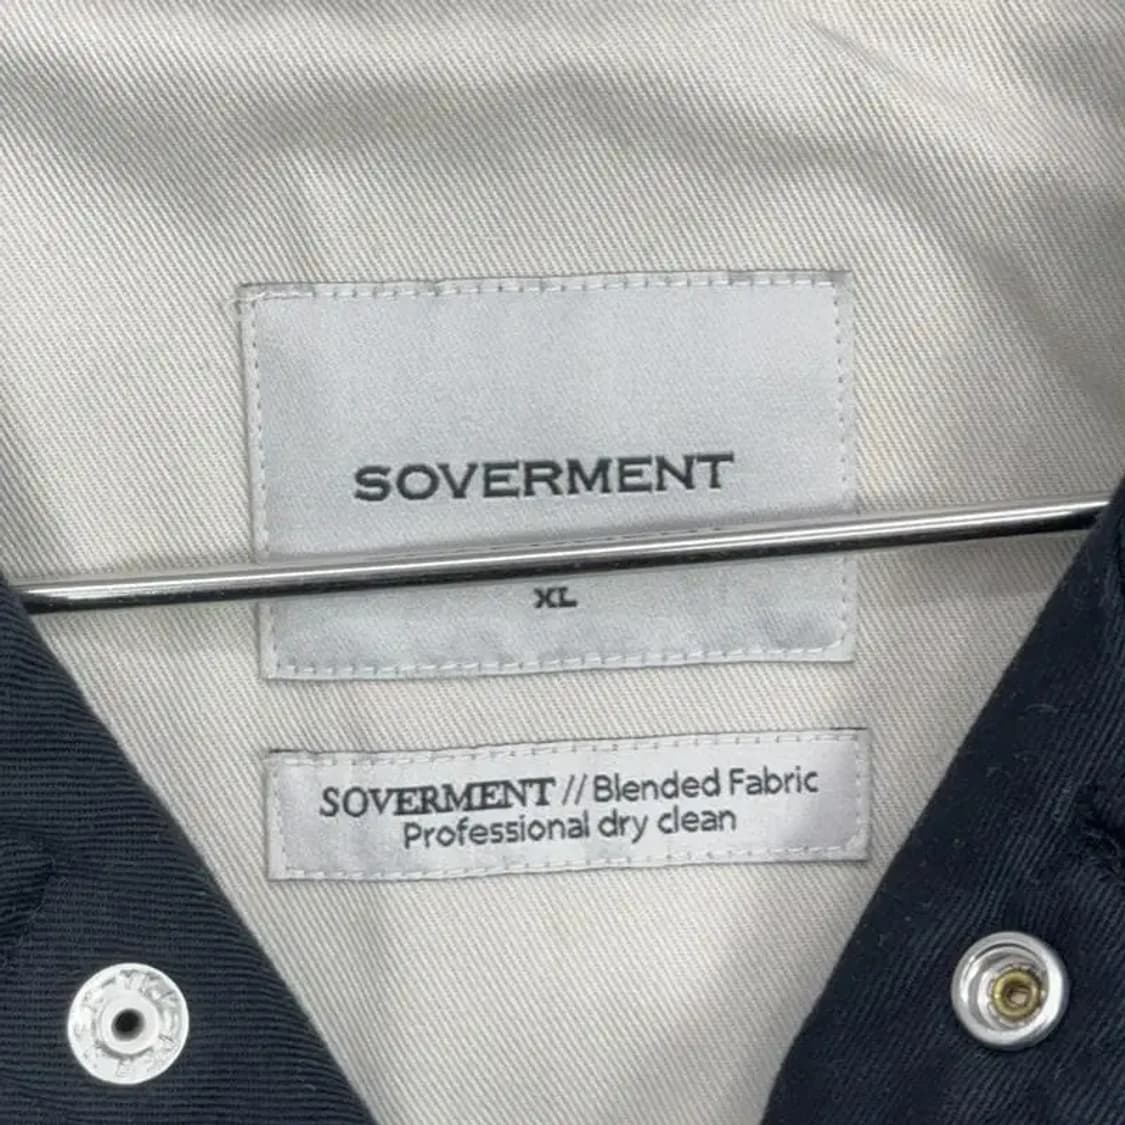 SOVERMENT
XL
SOVERMENT // Blended Fabric
Professional dry clean